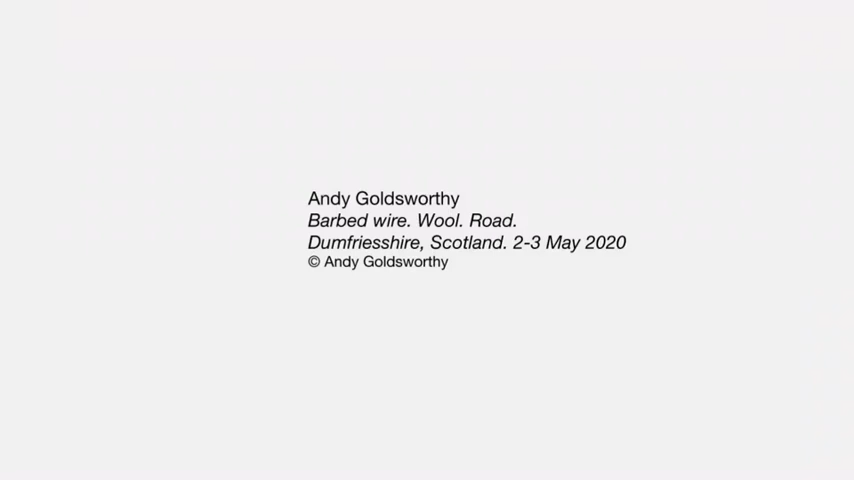 Andy Goldsworthy
Barbed wire. Wool. Road.
Dumfriesshire, Scotland. 2-3 May 2020
© Andy Goldsworthy